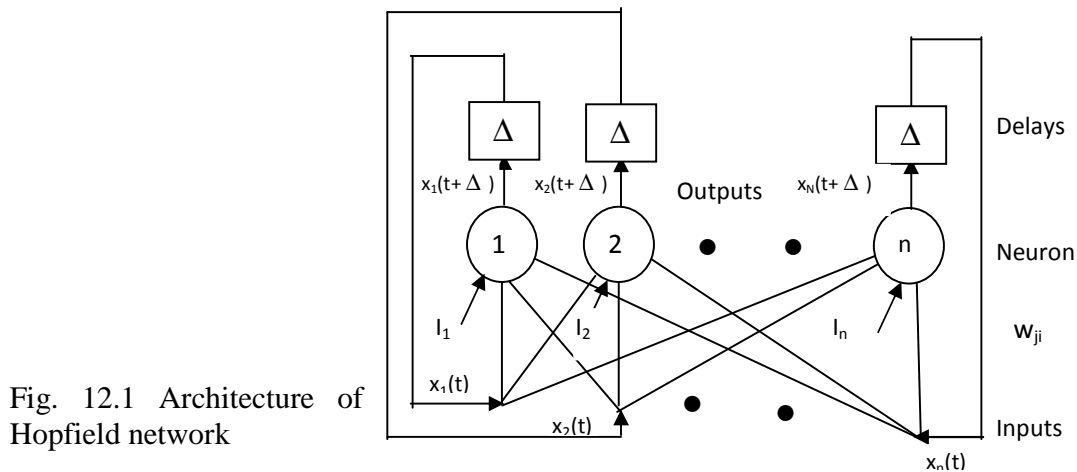 Δ Δ Δ Delays
x₁(t+ Δ ) x₂(t+ Δ ) x_N(t+ Δ )
Outputs
1 2 n Neuron
I₁ I₂ Iₙ w_ji
x₁(t)
Fig. 12.1 Architecture of
Hopfield network
Inputs
x₂(t)
xₙ(t)